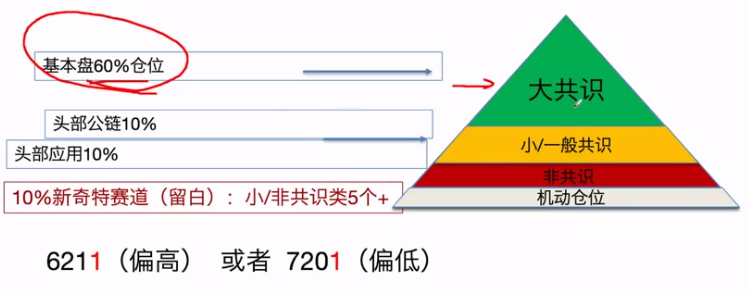 基本盘60%仓位
大共识
头部公链10%
小/一般共识
头部应用10%
非共识
10%新奇特赛道（留白）：小/非共识类5个+
机动仓位
6211（偏高） 或者 7201（偏低）